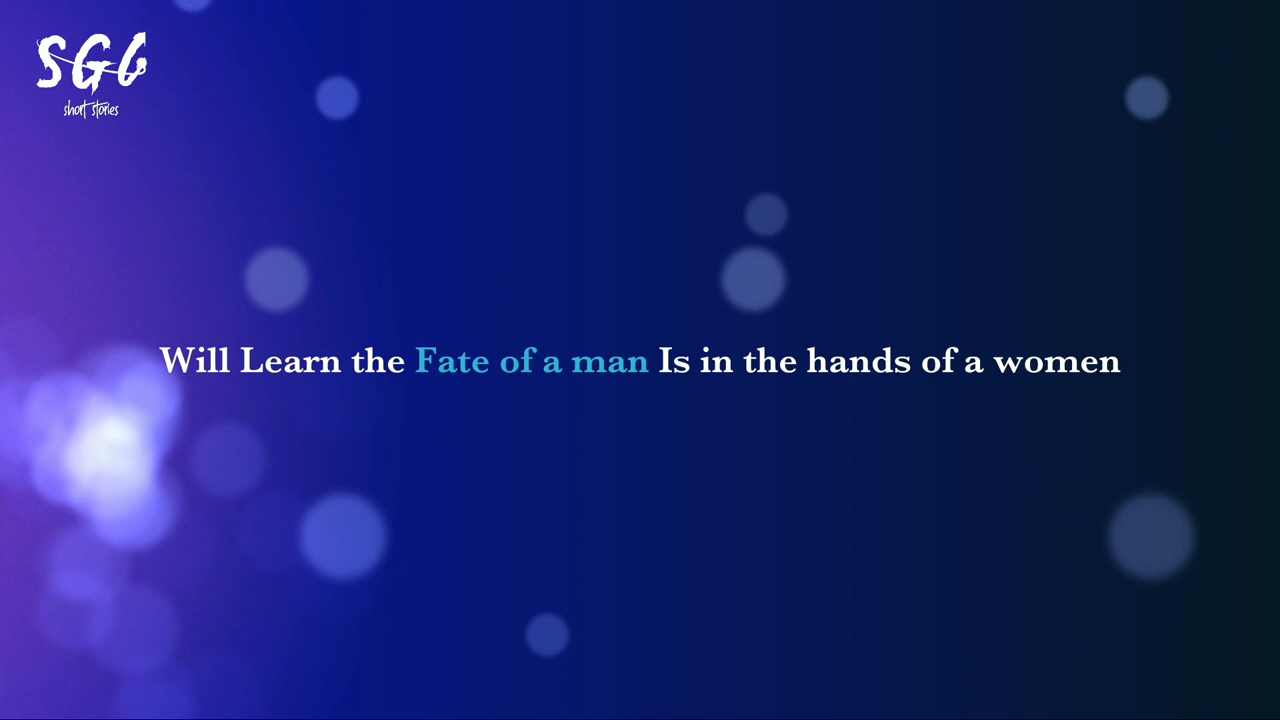 SGG
short stories
Will Learn the Fate of a man Is in the hands of a women